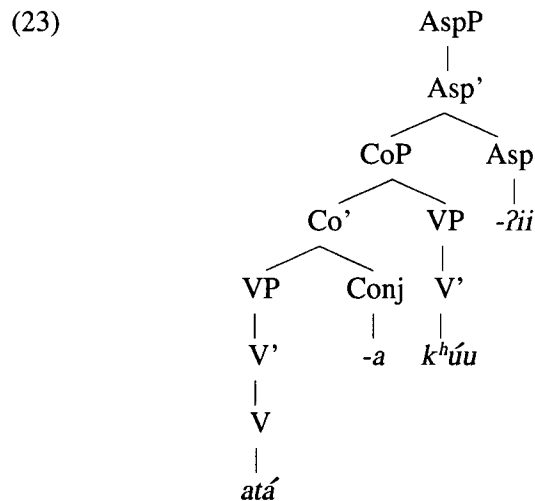 (23) AspP
Asp'
CoP Asp
Co' VP -ʔii
VP Conj V'
V' -a kʰúu
V
atá